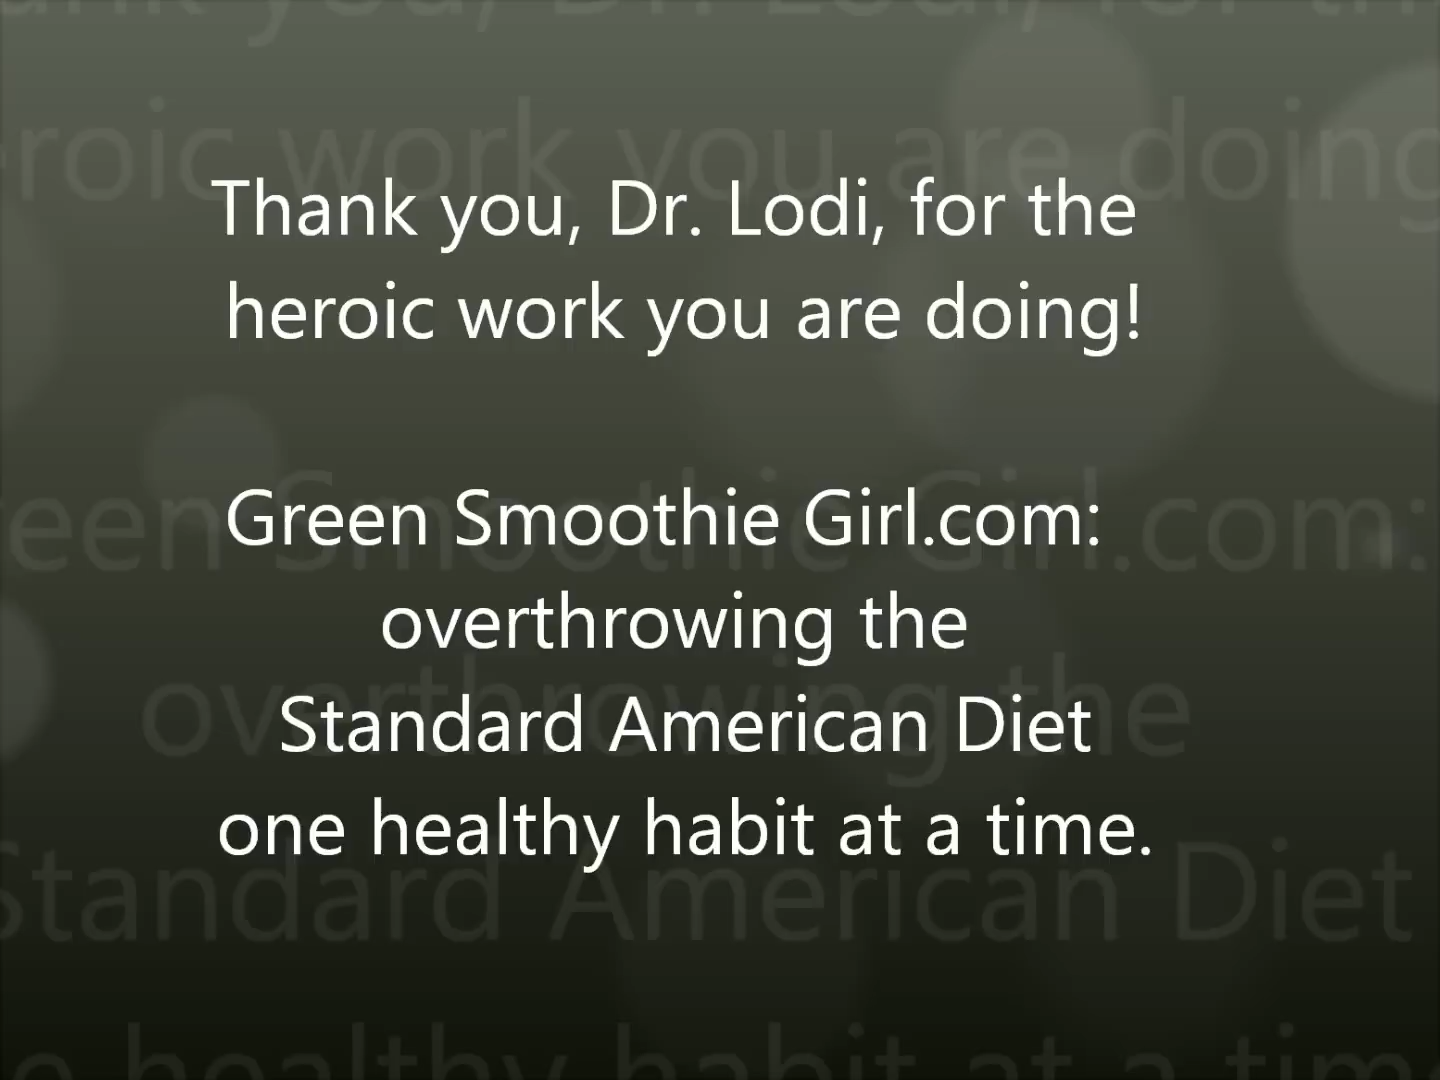 Thank you, Dr. Lodi, for the
heroic work you are doing!
Green Smoothie Girl.com:
overthrowing the
Standard American Diet
one healthy habit at a time.